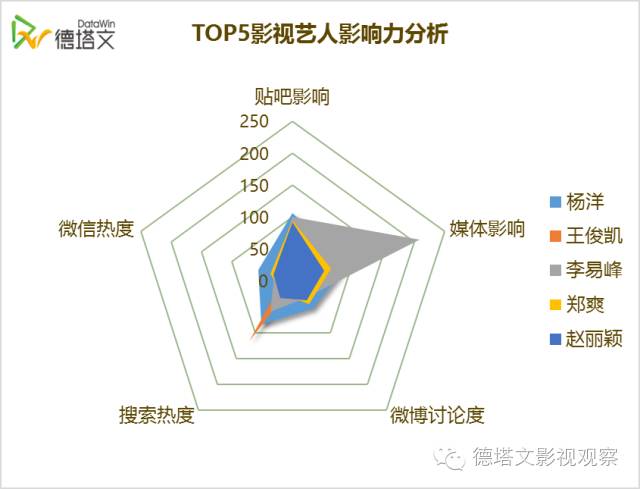 DataWin
德塔文
TOP5影视艺人影响力分析
贴吧影响
250
200
150
100
50
0
媒体影响
微博讨论度
搜索热度
微信热度
杨洋
王俊凯
李易峰
郑爽
赵丽颖
德塔文影视观察